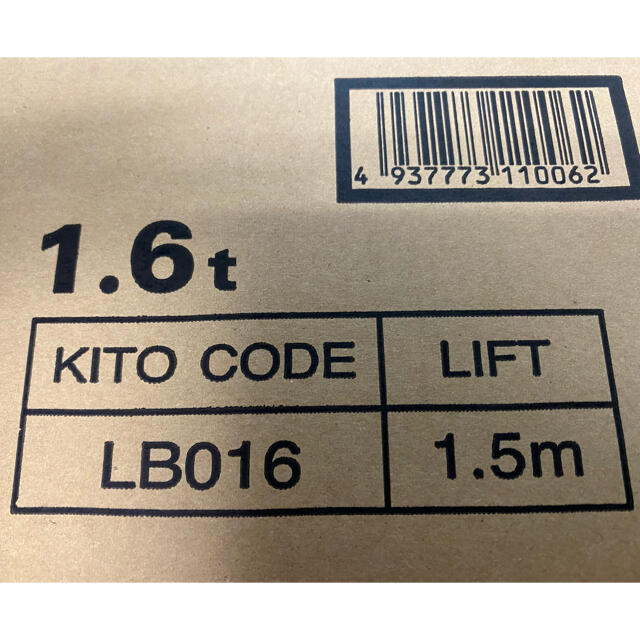 4 937773 110062
1.6t
KITO CODE LIFT
LB016 1.5m